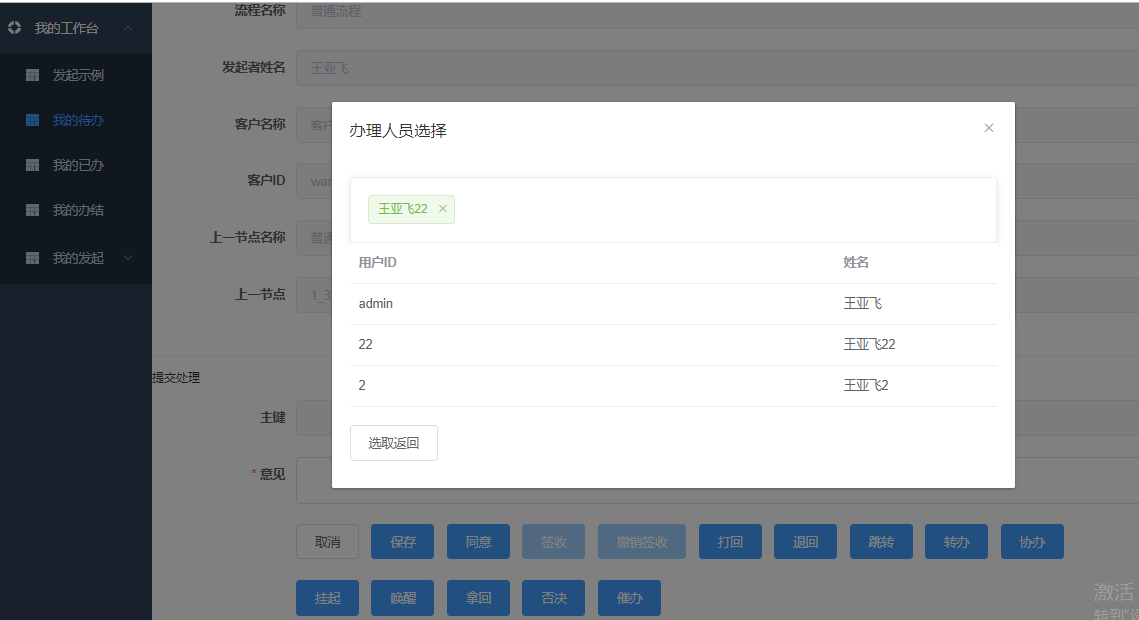 我的工作台
发起示例
我的待办
我的已办
我的办结
我的发起
流程名称 普通流程
发起者姓名 王亚飞
客户名称 客户
客户ID
上一节点名称 普通
上一节点 1_3
提交处理
主键
* 意见
办理人员选择 ×
王亚飞22 ×
用户ID 姓名
admin 王亚飞
22 王亚飞22
2 王亚飞2
选取返回
取消 保存 同意 签收 撤销签收 打回 退回 跳转 转办 协办
挂起 唤醒 拿回 否决 催办
激活